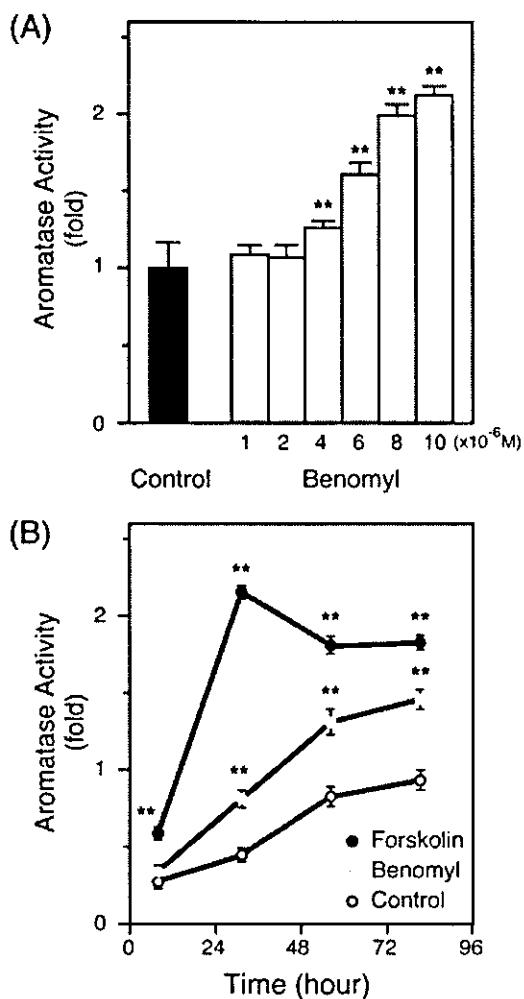 (A)
Aromatase Activity
(fold)
2
1
0
**
**
**
**
1 2 4 6 8 10 (x10⁻⁶M)
Control Benomyl
(B)
Aromatase Activity
(fold)
2
1
0
**
** ** **
** ** **
Forskolin
Benomyl
Control
0 24 48 72 96
Time (hour)